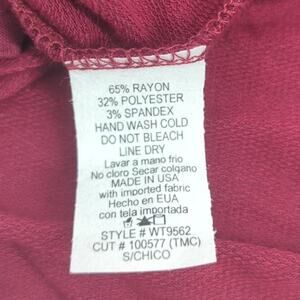 65% RAYON
32% POLYESTER
3% SPANDEX
HAND WASH COLD
DO NOT BLEACH
LINE DRY
Lavar a mano frio
No cloro Secar colgano
MADE IN USA
with imported fabric
Hecho en EUA
con tela importada
STYLE # WT9562
CUT # 100577 (TMC)
S/CHICO